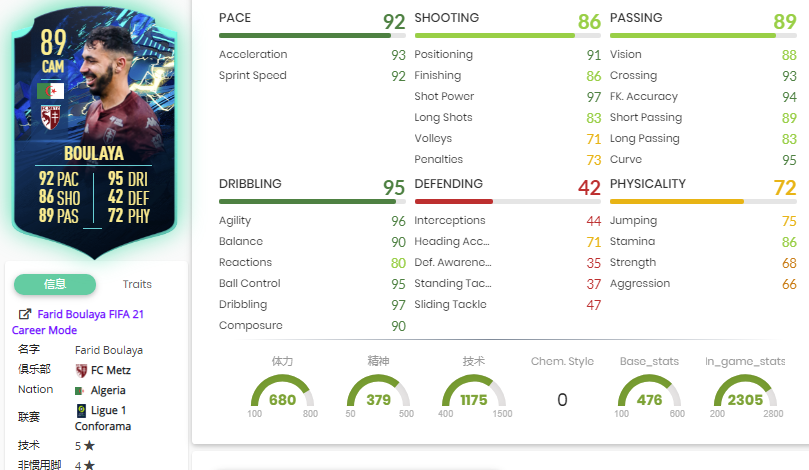 89
CAM
BOULAYA
92 PAC 95 DRI
86 SHO 42 DEF
89 PAS 72 PHY
信息 Traits
Farid Boulaya FIFA 21
Career Mode
名字 Farid Boulaya
俱乐部 FC Metz
Nation Algeria
联赛 Ligue 1
Conforama
技术 5 ★
非惯用脚 4 ★
PACE 92
Acceleration 93
Sprint Speed 92
SHOOTING 86
Positioning 91
Finishing 86
Shot Power 97
Long Shots 83
Volleys 71
Penalties 73
PASSING 89
Vision 88
Crossing 93
FK. Accuracy 94
Short Passing 89
Long Passing 83
Curve 95
DRIBBLING 95
Agility 96
Balance 90
Reactions 80
Ball Control 95
Dribbling 97
Composure 90
DEFENDING 42
Interceptions 44
Heading Acc... 71
Def. Awarene... 35
Standing Tac... 37
Sliding Tackle 47
PHYSICALITY 72
Jumping 75
Stamina 86
Strength 68
Aggression 66
体力
680
100 800
精神
379
50 500
技术
1175
400 1500
Chem. Style
0
Base_stats
476
100 600
In_game_stats
2305
200 2800